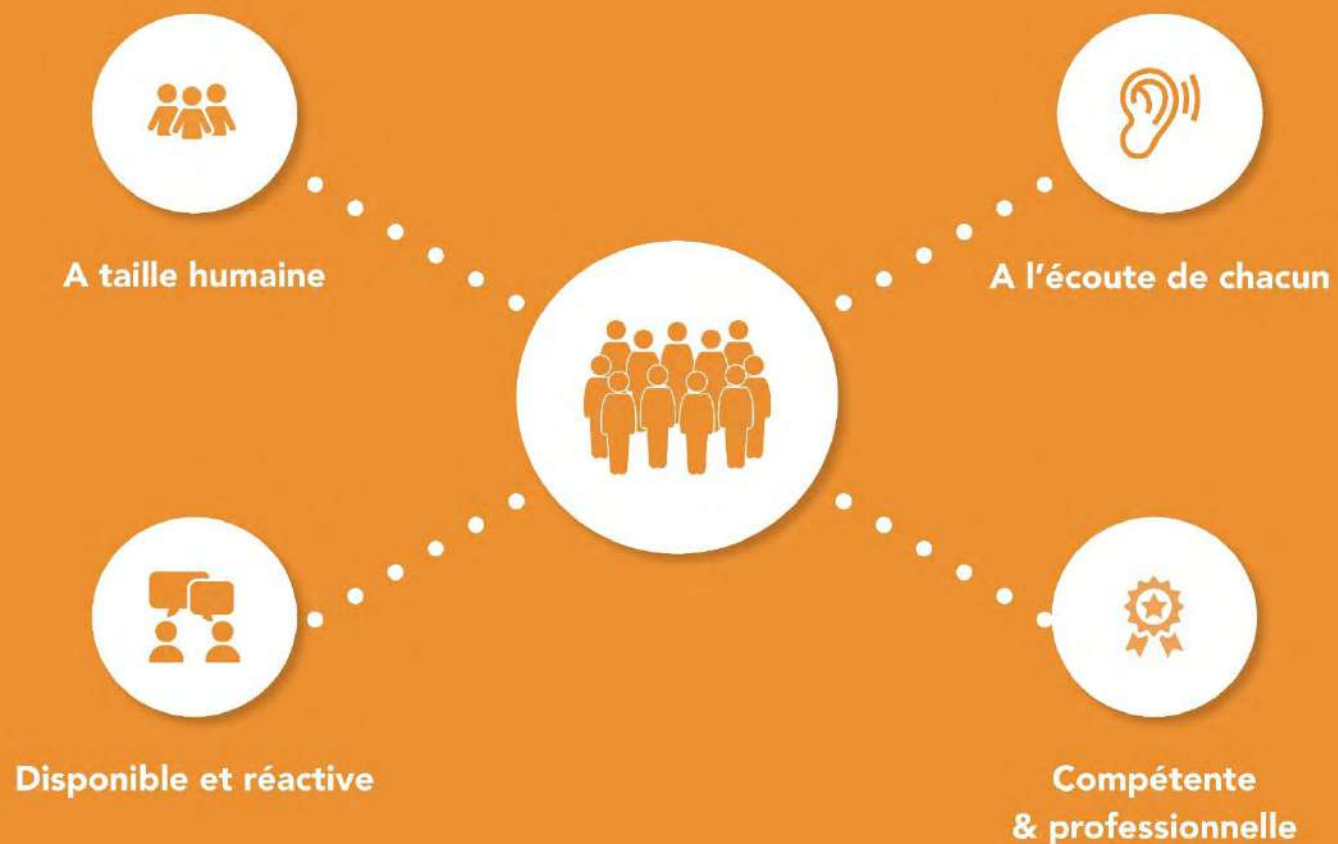 A taille humaine
A l'écoute de chacun
Disponible et réactive
Compétente
& professionnelle